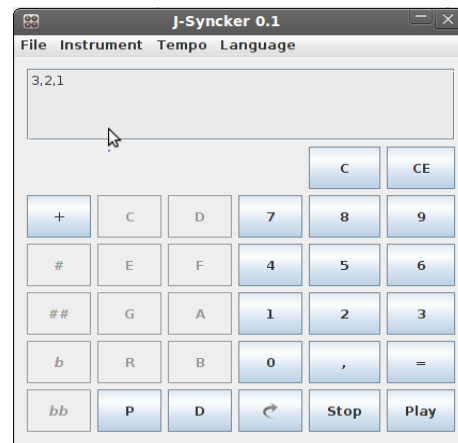 J-Syncker 0.1
File Instrument Tempo Language
3,2,1
C CE
+ C D 7 8 9
# E F 4 5 6
## G A 1 2 3
b R B 0 , =
bb P D Stop Play